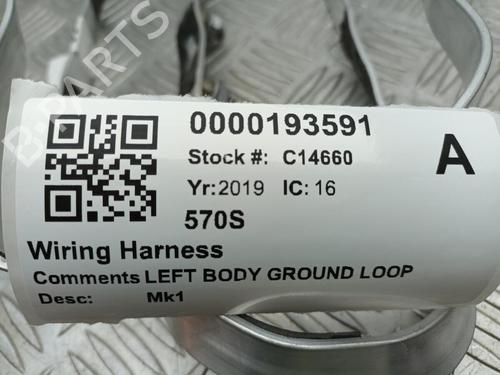 0000193591
Stock #: C14660
A
Yr: 2019 IC: 16
570S
Wiring Harness
Comments LEFT BODY GROUND LOOP
Desc: Mk1
B-PARTS